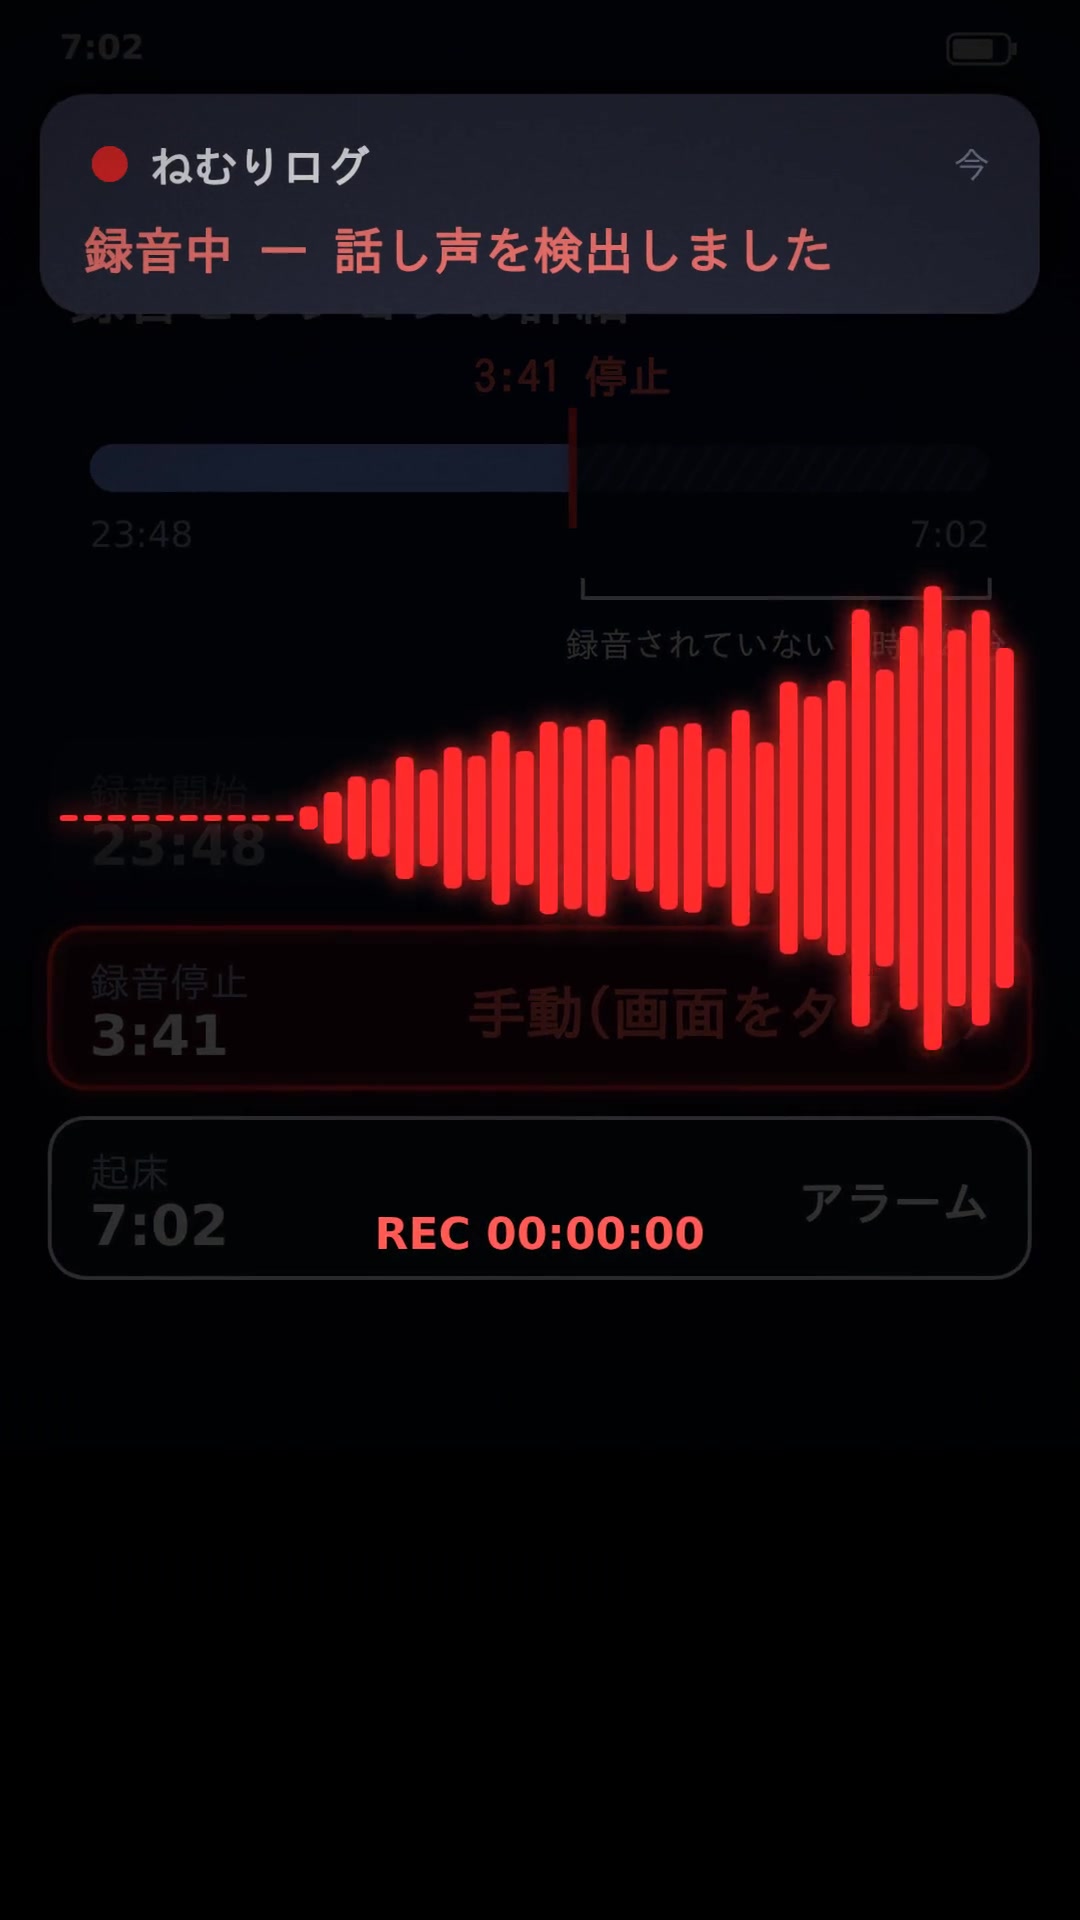 7:02
ねむりログ
今
録音中 ― 話し声を検出しました
3:41 停止
23:48
7:02
録音されていない
録音開始
23:48
録音停止
3:41
手動(画面をタ
起床
7:02
アラーム
REC 00:00:00